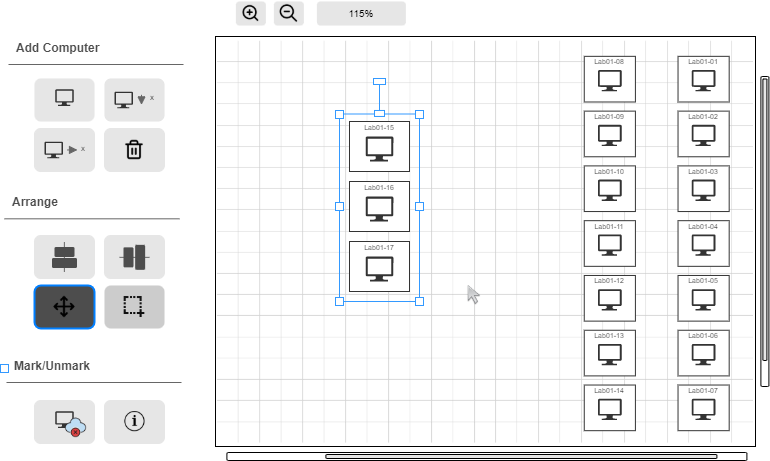 115%
Add Computer
x
x
Arrange
Mark/Unmark
Lab01-15
Lab01-16
Lab01-17
Lab01-08
Lab01-09
Lab01-10
Lab01-11
Lab01-12
Lab01-13
Lab01-14
Lab01-01
Lab01-02
Lab01-03
Lab01-04
Lab01-05
Lab01-06
Lab01-07